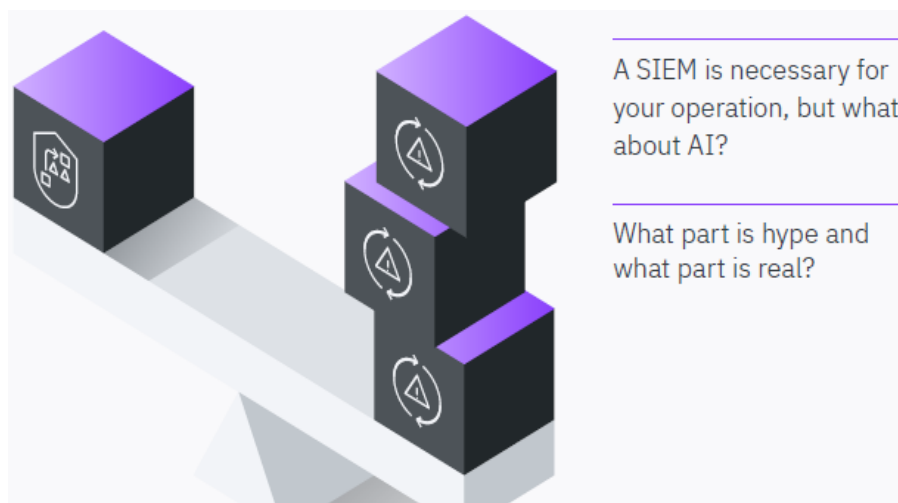 A SIEM is necessary for
your operation, but what
about AI?
What part is hype and
what part is real?